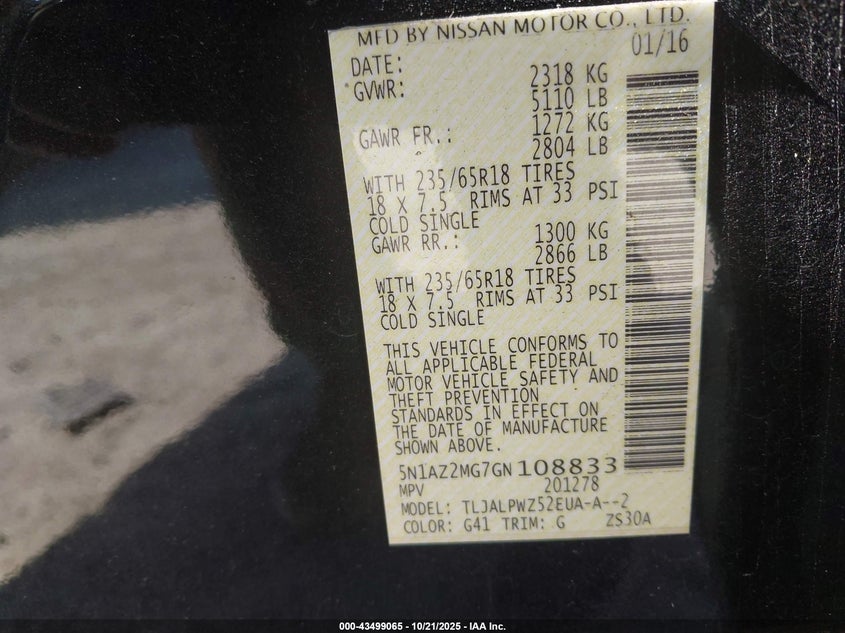 MFD BY NISSAN MOTOR CO., LTD.
DATE: 01/16
GVWR: 2318 KG
5110 LB
GAWR FR.: 1272 KG
2804 LB
WITH 235/65R18 TIRES
18 X 7.5 RIMS AT 33 PSI
COLD SINGLE
GAWR RR.: 1300 KG
2866 LB
WITH 235/65R18 TIRES
18 X 7.5 RIMS AT 33 PSI
COLD SINGLE
THIS VEHICLE CONFORMS TO
ALL APPLICABLE FEDERAL
MOTOR VEHICLE SAFETY AND
THEFT PREVENTION
STANDARDS IN EFFECT ON
THE DATE OF MANUFACTURE
SHOWN ABOVE.
5N1AZ2MG7GN108833
MPV 201278
MODEL: TLJALPWZ52EUA-A--2
COLOR: G41 TRIM: G ZS30A
000-43499065 - 10/21/2025 - IAA Inc.